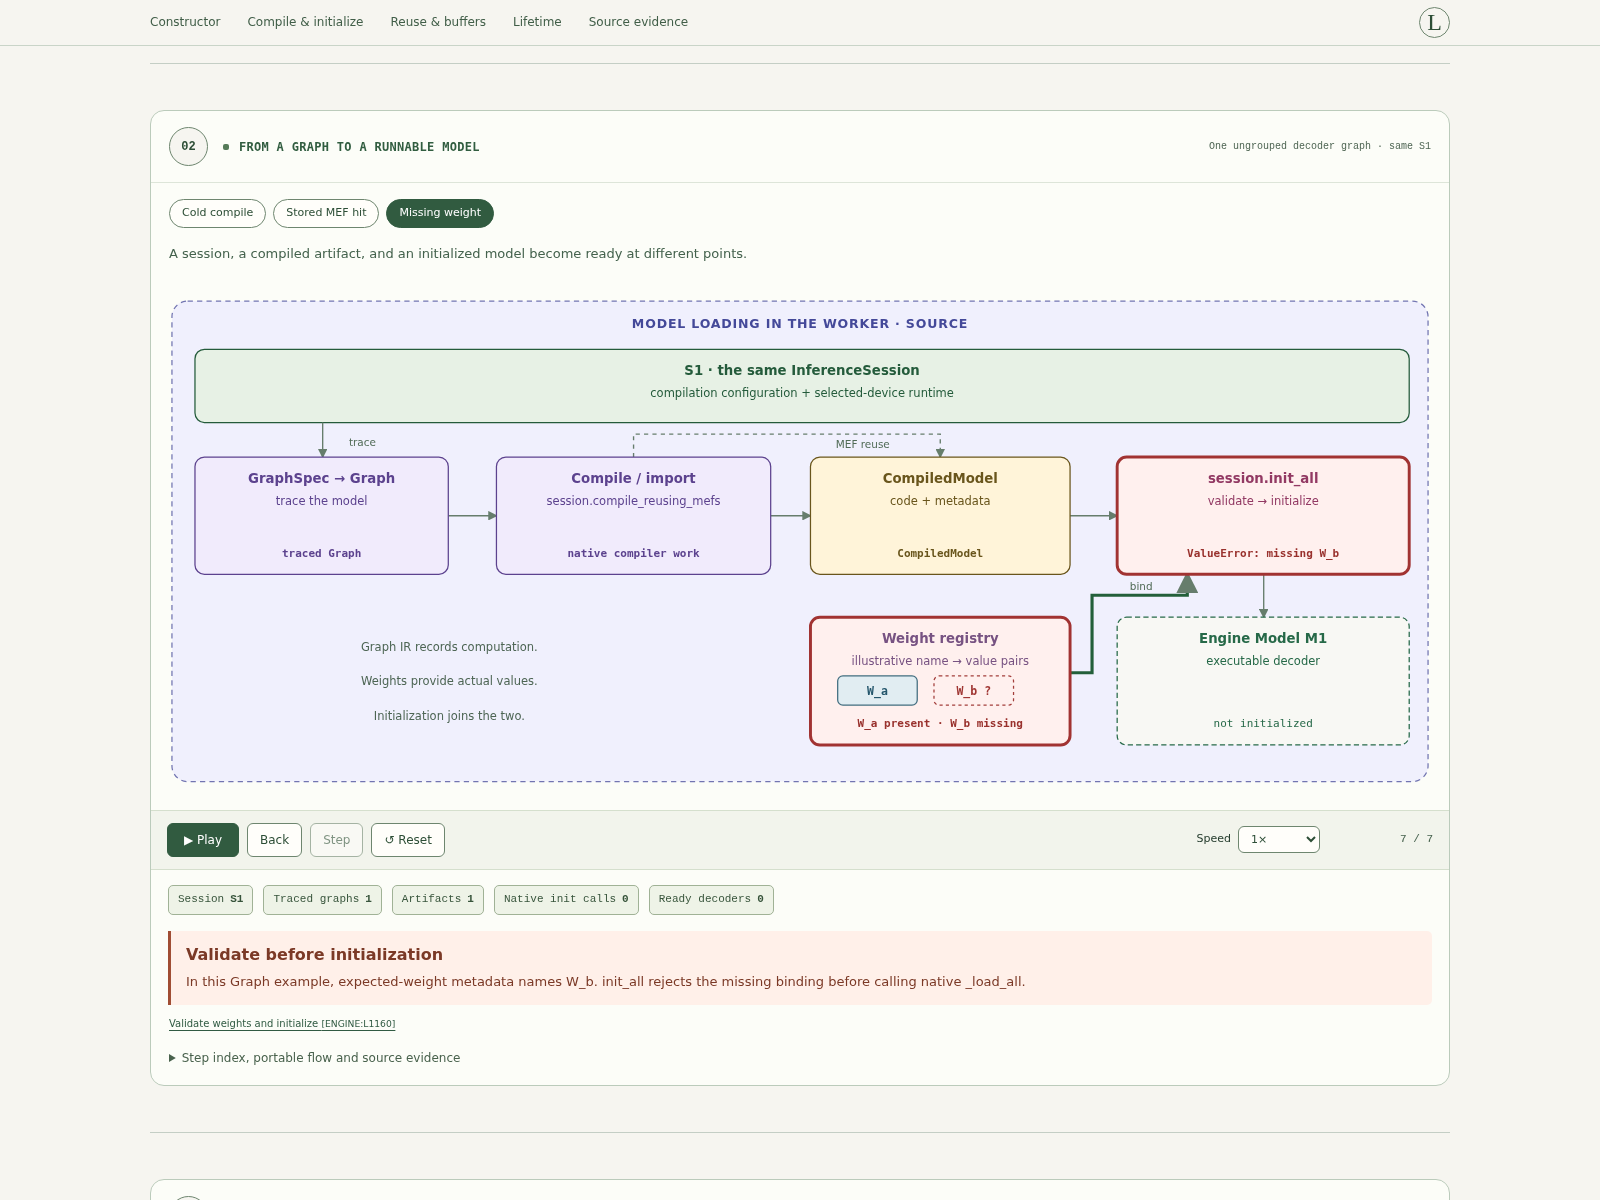 Constructor Compile & initialize Reuse & buffers Lifetime Source evidence L
02 FROM A GRAPH TO A RUNNABLE MODEL One ungrouped decoder graph · same S1
Cold compile Stored MEF hit Missing weight
A session, a compiled artifact, and an initialized model become ready at different points.
MODEL LOADING IN THE WORKER · SOURCE
S1 · the same InferenceSession
compilation configuration + selected-device runtime
trace
MEF reuse
GraphSpec → Graph
trace the model
traced Graph
Compile / import
session.compile_reusing_mefs
native compiler work
CompiledModel
code + metadata
CompiledModel
session.init_all
validate → initialize
ValueError: missing W_b
bind
Graph IR records computation.
Weights provide actual values.
Initialization joins the two.
Weight registry
illustrative name → value pairs
W_a W_b ?
W_a present · W_b missing
Engine Model M1
executable decoder
not initialized
▶ Play Back Step ↺ Reset Speed 1× 7 / 7
Session S1 Traced graphs 1 Artifacts 1 Native init calls 0 Ready decoders 0
Validate before initialization
In this Graph example, expected-weight metadata names W_b. init_all rejects the missing binding before calling native _load_all.
Validate weights and initialize [ENGINE:L1160]
▶ Step index, portable flow and source evidence